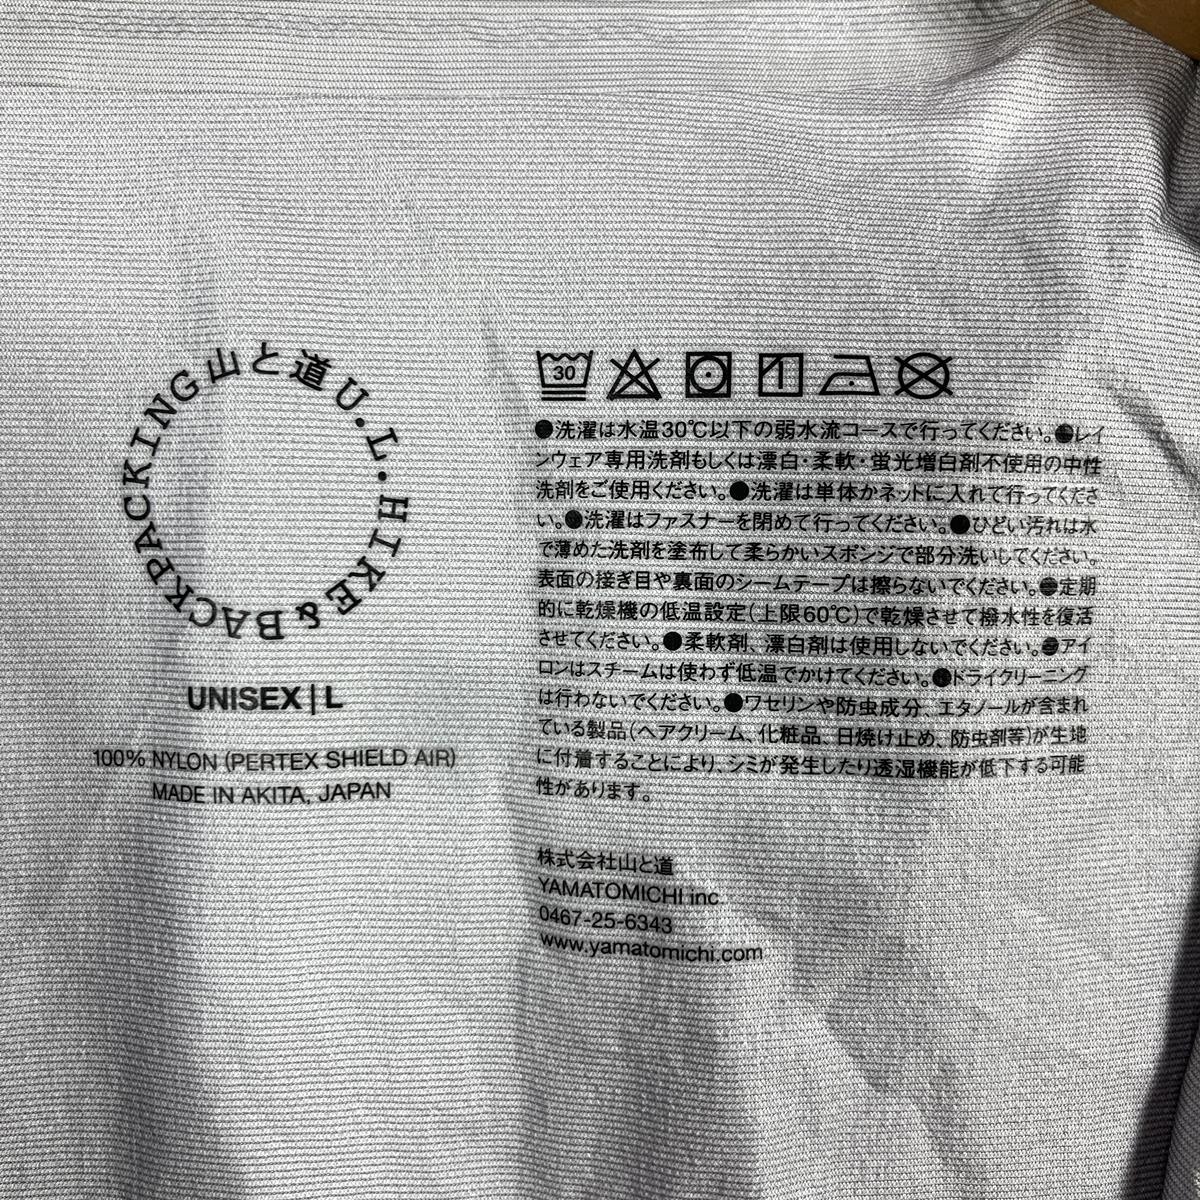 山と道 U.L. HIKE & BACKPACKING
UNISEX | L
100% NYLON (PERTEX SHIELD AIR)
MADE IN AKITA, JAPAN
30
●洗濯は水温30℃以下の弱水流コースで行ってください。●レイ
ンウェア専用洗剤もしくは漂白・柔軟・蛍光増白剤不使用の中性
洗剤をご使用ください。●洗濯は単体かネットに入れて行ってくださ
い。●洗濯はファスナーを閉めて行ってください。●ひどい汚れは水
で薄めた洗剤を塗布して柔らかいスポンジで部分洗いしてください。
表面の接ぎ目や裏面のシームテープは擦らないでください。●定期
的に乾燥機の低温設定(上限60℃)で乾燥させて撥水性を復活
させてください。●柔軟剤、漂白剤は使用しないでください。●アイ
ロンはスチームは使わず低温でかけてください。●ドライクリーニング
は行わないでください。●ワセリンや防虫成分、エタノールが含まれ
ている製品(ヘアクリーム、化粧品、日焼け止め、防虫剤等)が生地
に付着することにより、シミが発生したり透湿機能が低下する可能
性があります。
株式会社山と道
YAMATOMICHI inc.
0467-25-6343
www.yamatomichi.com